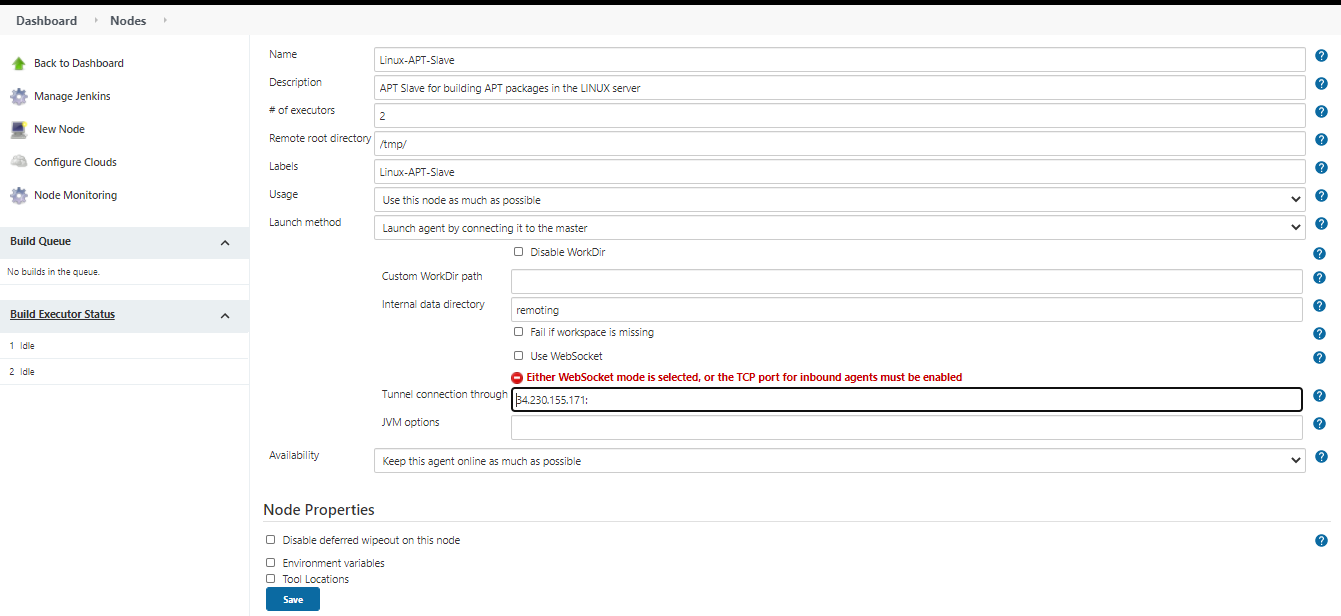 Dashboard Nodes
Back to Dashboard
Manage Jenkins
New Node
Configure Clouds
Node Monitoring
Build Queue
No builds in the queue.
Build Executor Status
1 Idle
2 Idle
Name Linux-APT-Slave
Description APT Slave for building APT packages in the LINUX server
# of executors 2
Remote root directory /tmp/
Labels Linux-APT-Slave
Usage Use this node as much as possible
Launch method Launch agent by connecting it to the master
Disable WorkDir
Custom WorkDir path
Internal data directory remoting
Fail if workspace is missing
Use WebSocket
Either WebSocket mode is selected, or the TCP port for inbound agents must be enabled
Tunnel connection through 34.230.155.171:
JVM options
Availability Keep this agent online as much as possible
Node Properties
Disable deferred wipeout on this node
Environment variables
Tool Locations
Save